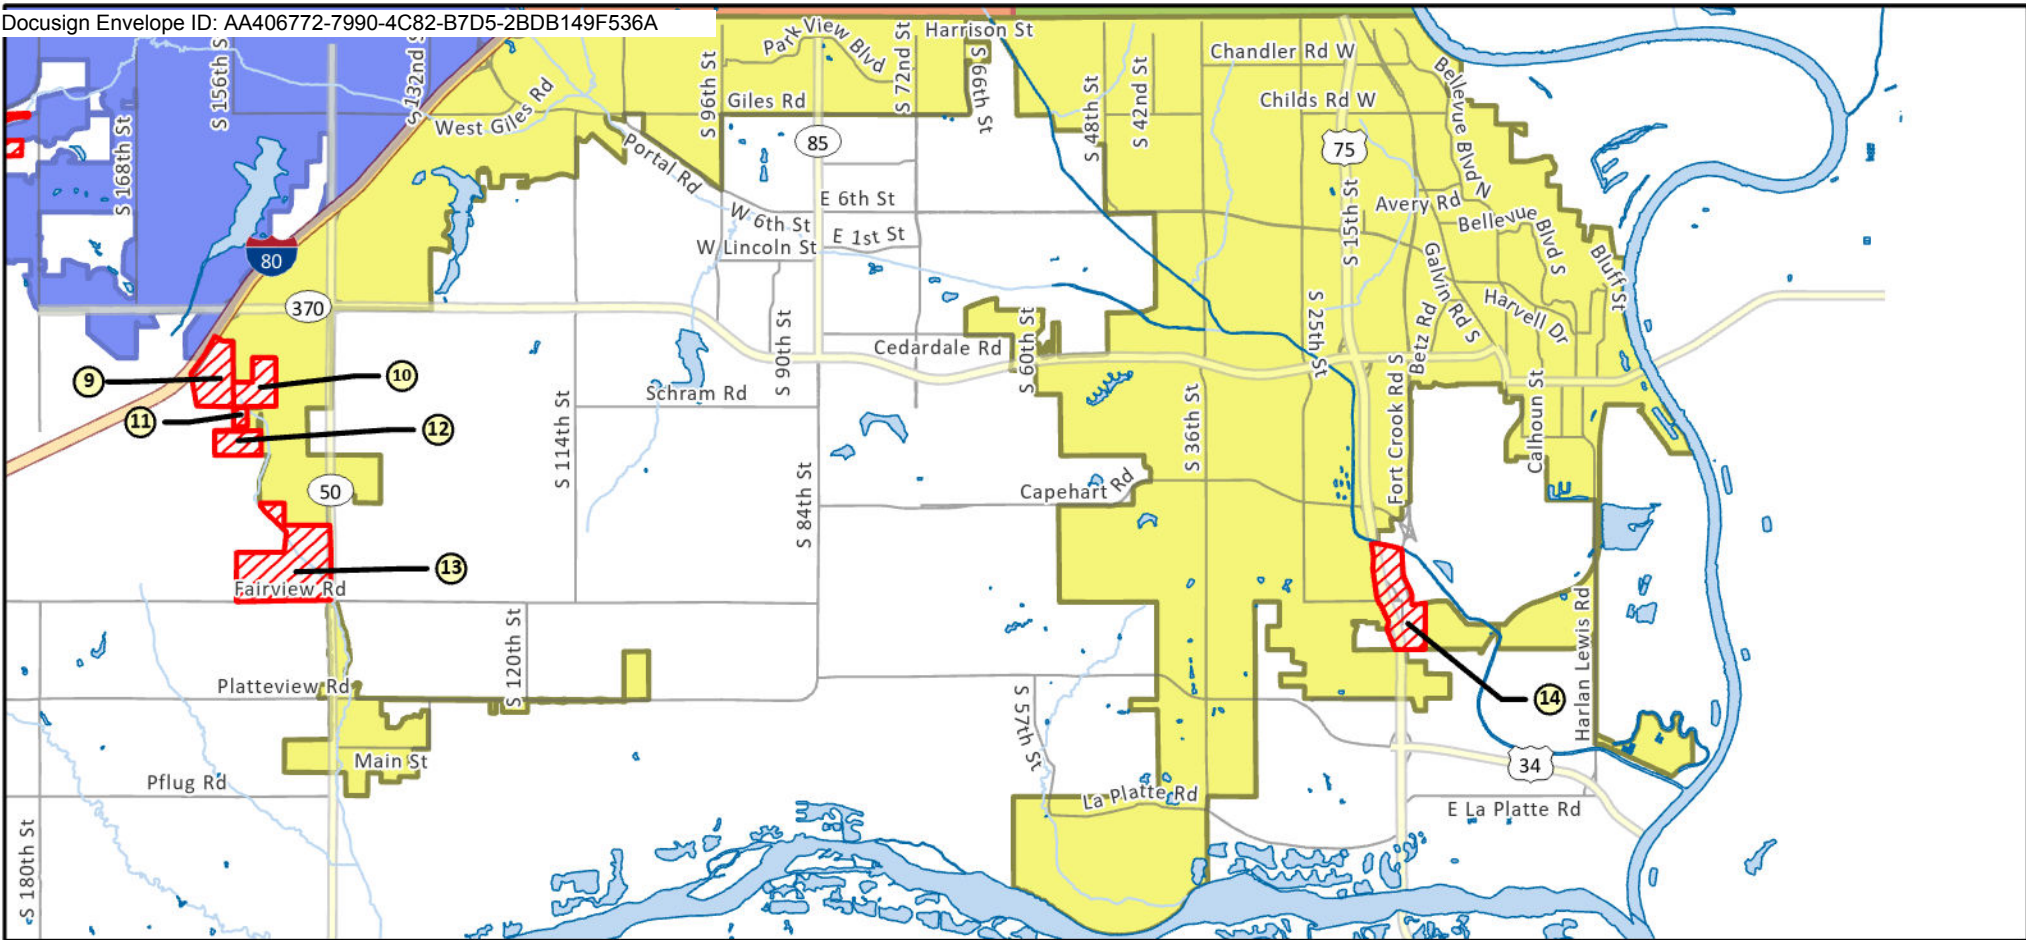 Docusign Envelope ID: AA406772-7990-4C82-B7D5-2BDB149F536A
Harrison St
Park View Blvd
S 156th S
S 132nd S
S 96th St
S 72nd St
S 66th St
Chandler Rd W
Bellevue Blvd N
S 168th St
West Giles Rd
Giles Rd
S 48th St
S 42nd St
Childs Rd W
Portal Rd
85
75
E 6th St
W 6th St
Avery Rd
S 15th St
W Lincoln St
E 1st St
Bellevue Blvd S
80
Galvin Rd S
Bluff St
370
S 25th St
Harvell Dr
S 90th St
Cedardale Rd
S 60th St
Betz Rd
9
10
Schram Rd
S 36th St
Fort Crook Rd S
Calhoun St
11
12
S 114th St
S 84th St
50
Capehart Rd
13
Fairview Rd
Harlan Lewis Rd
S 120th St
Platteview Rd
S 57th St
14
Main St
34
Pflug Rd
La Platte Rd
E La Platte Rd
S 180th St